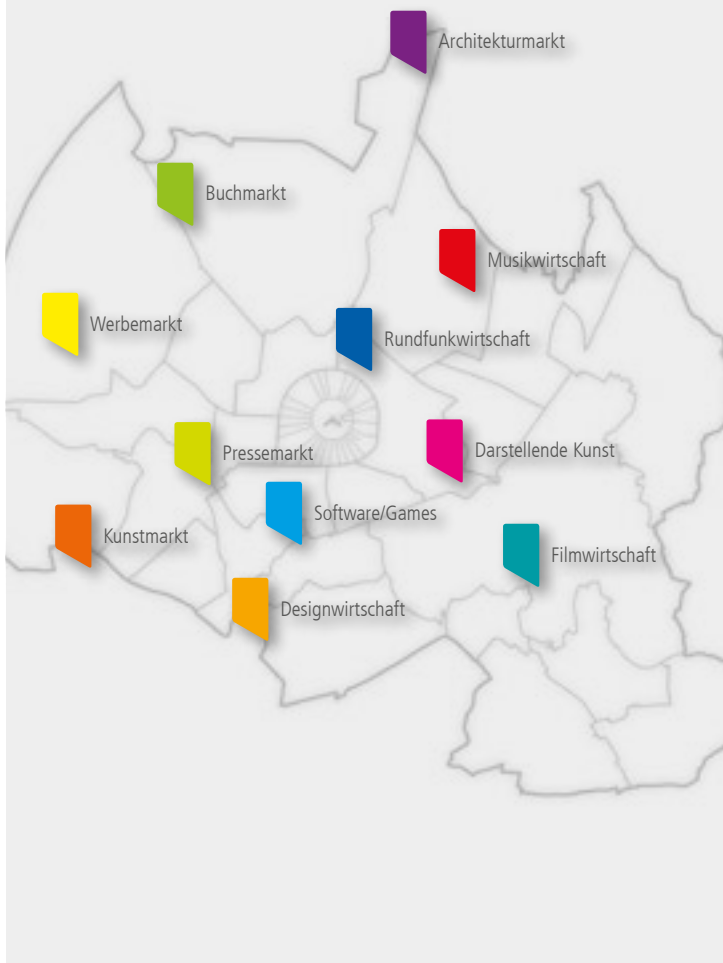 Architekturmarkt
Buchmarkt
Musikwirtschaft
Werbemarkt
Rundfunkwirtschaft
Pressemarkt
Darstellende Kunst
Software/Games
Kunstmarkt
Filmwirtschaft
Designwirtschaft